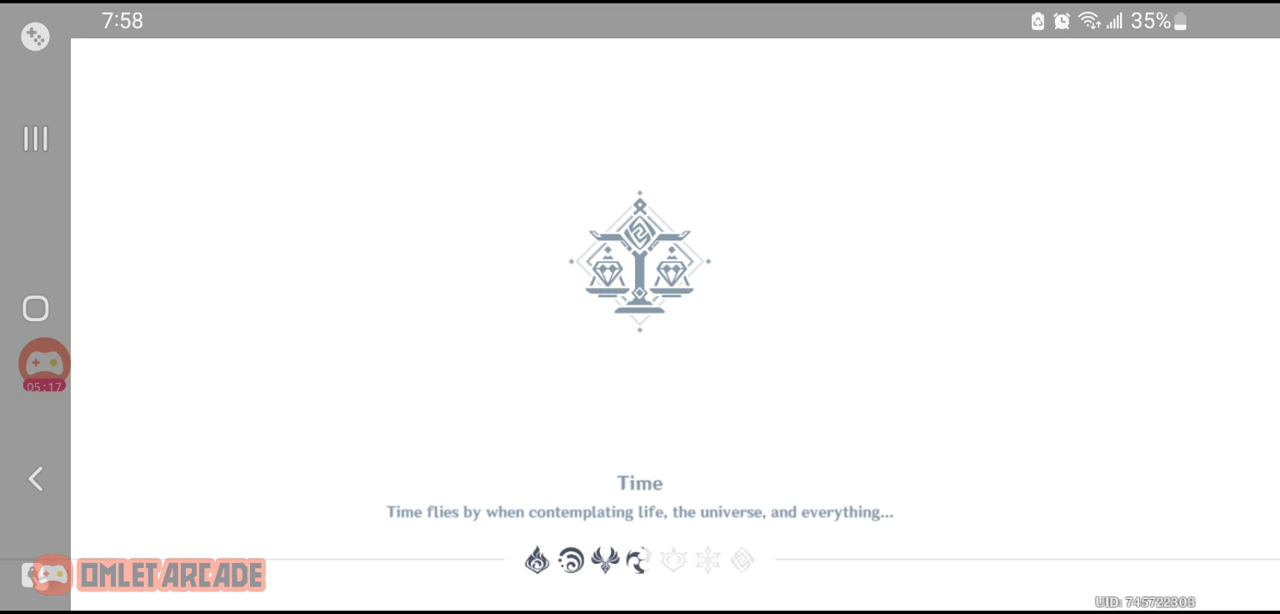 7:58
35%
05:17
Time
Time flies by when contemplating life, the universe, and everything...
OMLET ARCADE
UID: 745722303